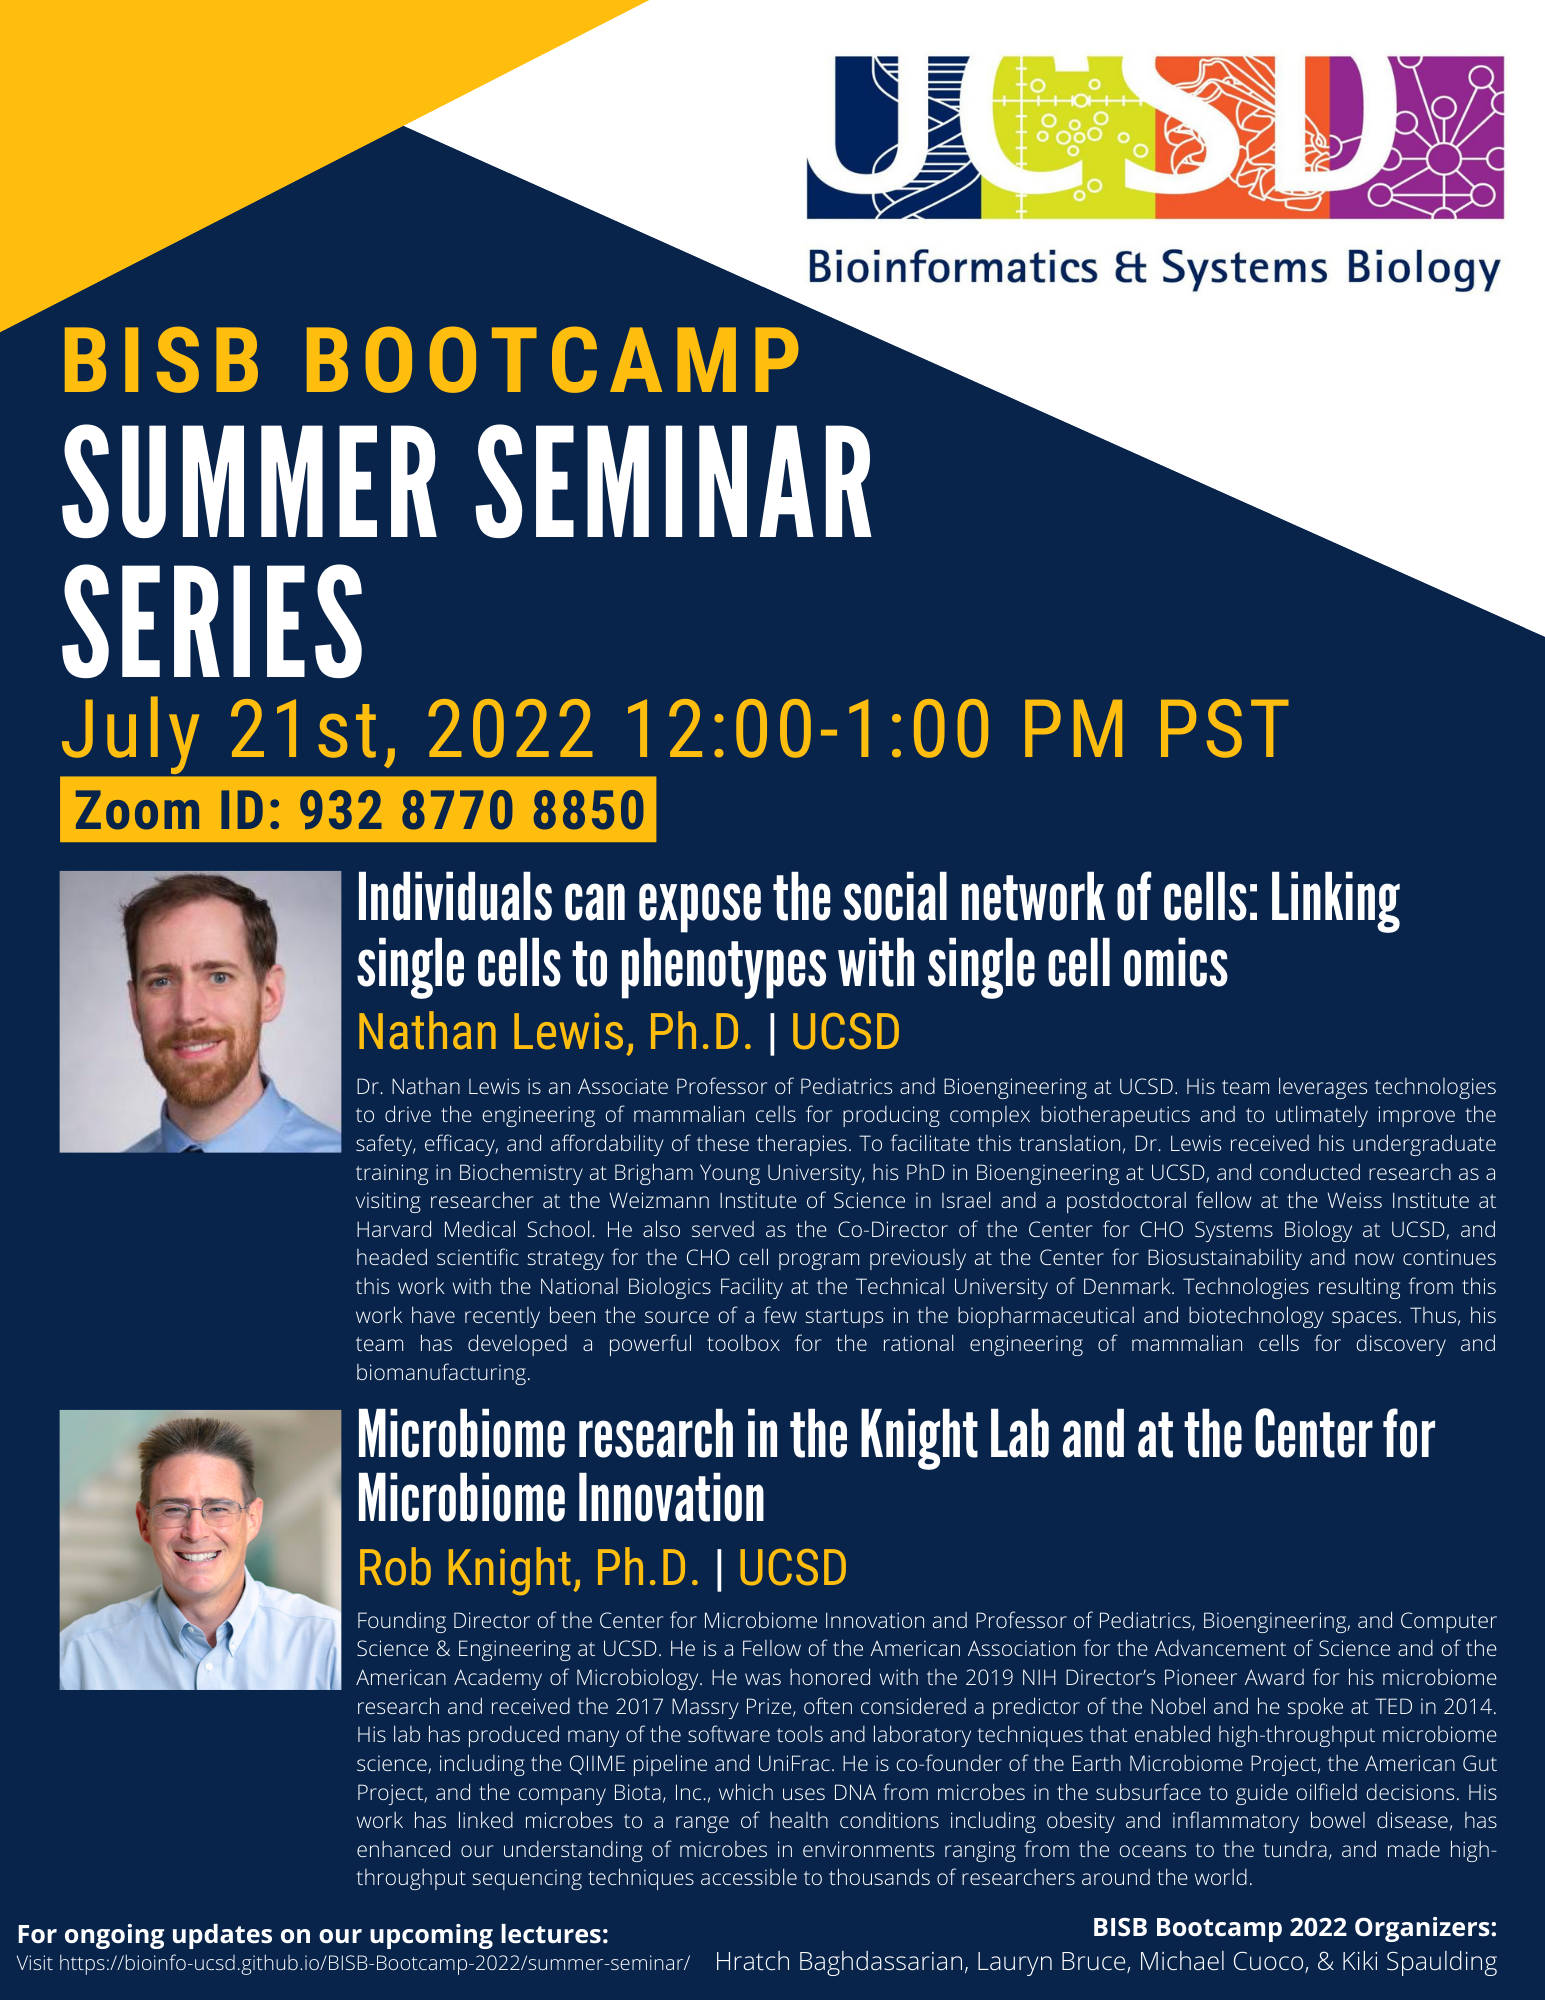 UCSD
Bioinformatics & Systems Biology
BISB BOOTCAMP
SUMMER SEMINAR
SERIES
July 21st, 2022 12:00-1:00 PM PST
Zoom ID: 932 8770 8850
Individuals can expose the social network of cells: Linking
single cells to phenotypes with single cell omics
Nathan Lewis, Ph.D. | UCSD
Dr. Nathan Lewis is an Associate Professor of Pediatrics and Bioengineering at UCSD. His team leverages technologies
to drive the engineering of mammalian cells for producing complex biotherapeutics and to utlimately improve the
safety, efficacy, and affordability of these therapies. To facilitate this translation, Dr. Lewis received his undergraduate
training in Biochemistry at Brigham Young University, his PhD in Bioengineering at UCSD, and conducted research as a
visiting researcher at the Weizmann Institute of Science in Israel and a postdoctoral fellow at the Weiss Institute at
Harvard Medical School. He also served as the Co-Director of the Center for CHO Systems Biology at UCSD, and
headed scientific strategy for the CHO cell program previously at the Center for Biosustainability and now continues
this work with the National Biologics Facility at the Technical University of Denmark. Technologies resulting from this
work have recently been the source of a few startups in the biopharmaceutical and biotechnology spaces. Thus, his
team has developed a powerful toolbox for the rational engineering of mammalian cells for discovery and
biomanufacturing.
Microbiome research in the Knight Lab and at the Center for
Microbiome Innovation
Rob Knight, Ph.D. | UCSD
Founding Director of the Center for Microbiome Innovation and Professor of Pediatrics, Bioengineering, and Computer
Science & Engineering at UCSD. He is a Fellow of the American Association for the Advancement of Science and of the
American Academy of Microbiology. He was honored with the 2019 NIH Director's Pioneer Award for his microbiome
research and received the 2017 Massry Prize, often considered a predictor of the Nobel and he spoke at TED in 2014.
His lab has produced many of the software tools and laboratory techniques that enabled high-throughput microbiome
science, including the QIIME pipeline and UniFrac. He is co-founder of the Earth Microbiome Project, the American Gut
Project, and the company Biota, Inc., which uses DNA from microbes in the subsurface to guide oilfield decisions. His
work has linked microbes to a range of health conditions including obesity and inflammatory bowel disease, has
enhanced our understanding of microbes in environments ranging from the oceans to the tundra, and made high-
throughput sequencing techniques accessible to thousands of researchers around the world.
For ongoing updates on our upcoming lectures:
Visit https://bioinfo-ucsd.github.io/BISB-Bootcamp-2022/summer-seminar/
BISB Bootcamp 2022 Organizers:
Hratch Baghdassarian, Lauryn Bruce, Michael Cuoco, & Kiki Spaulding